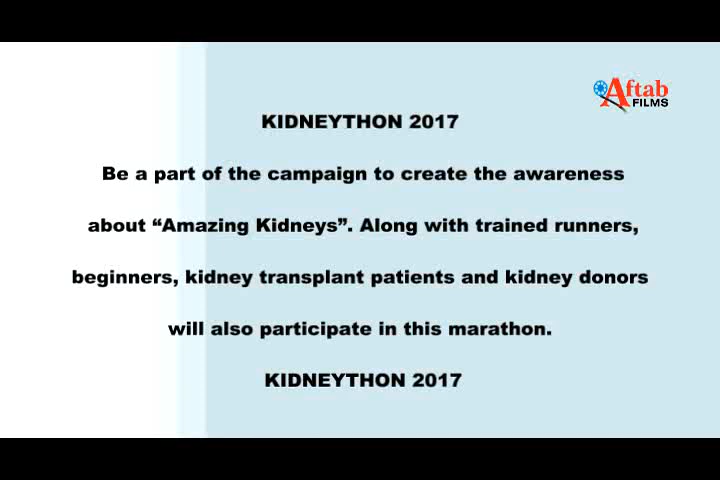 Aftab
FILMS
KIDNEYTHON 2017
Be a part of the campaign to create the awareness
about “Amazing Kidneys”. Along with trained runners,
beginners, kidney transplant patients and kidney donors
will also participate in this marathon.
KIDNEYTHON 2017